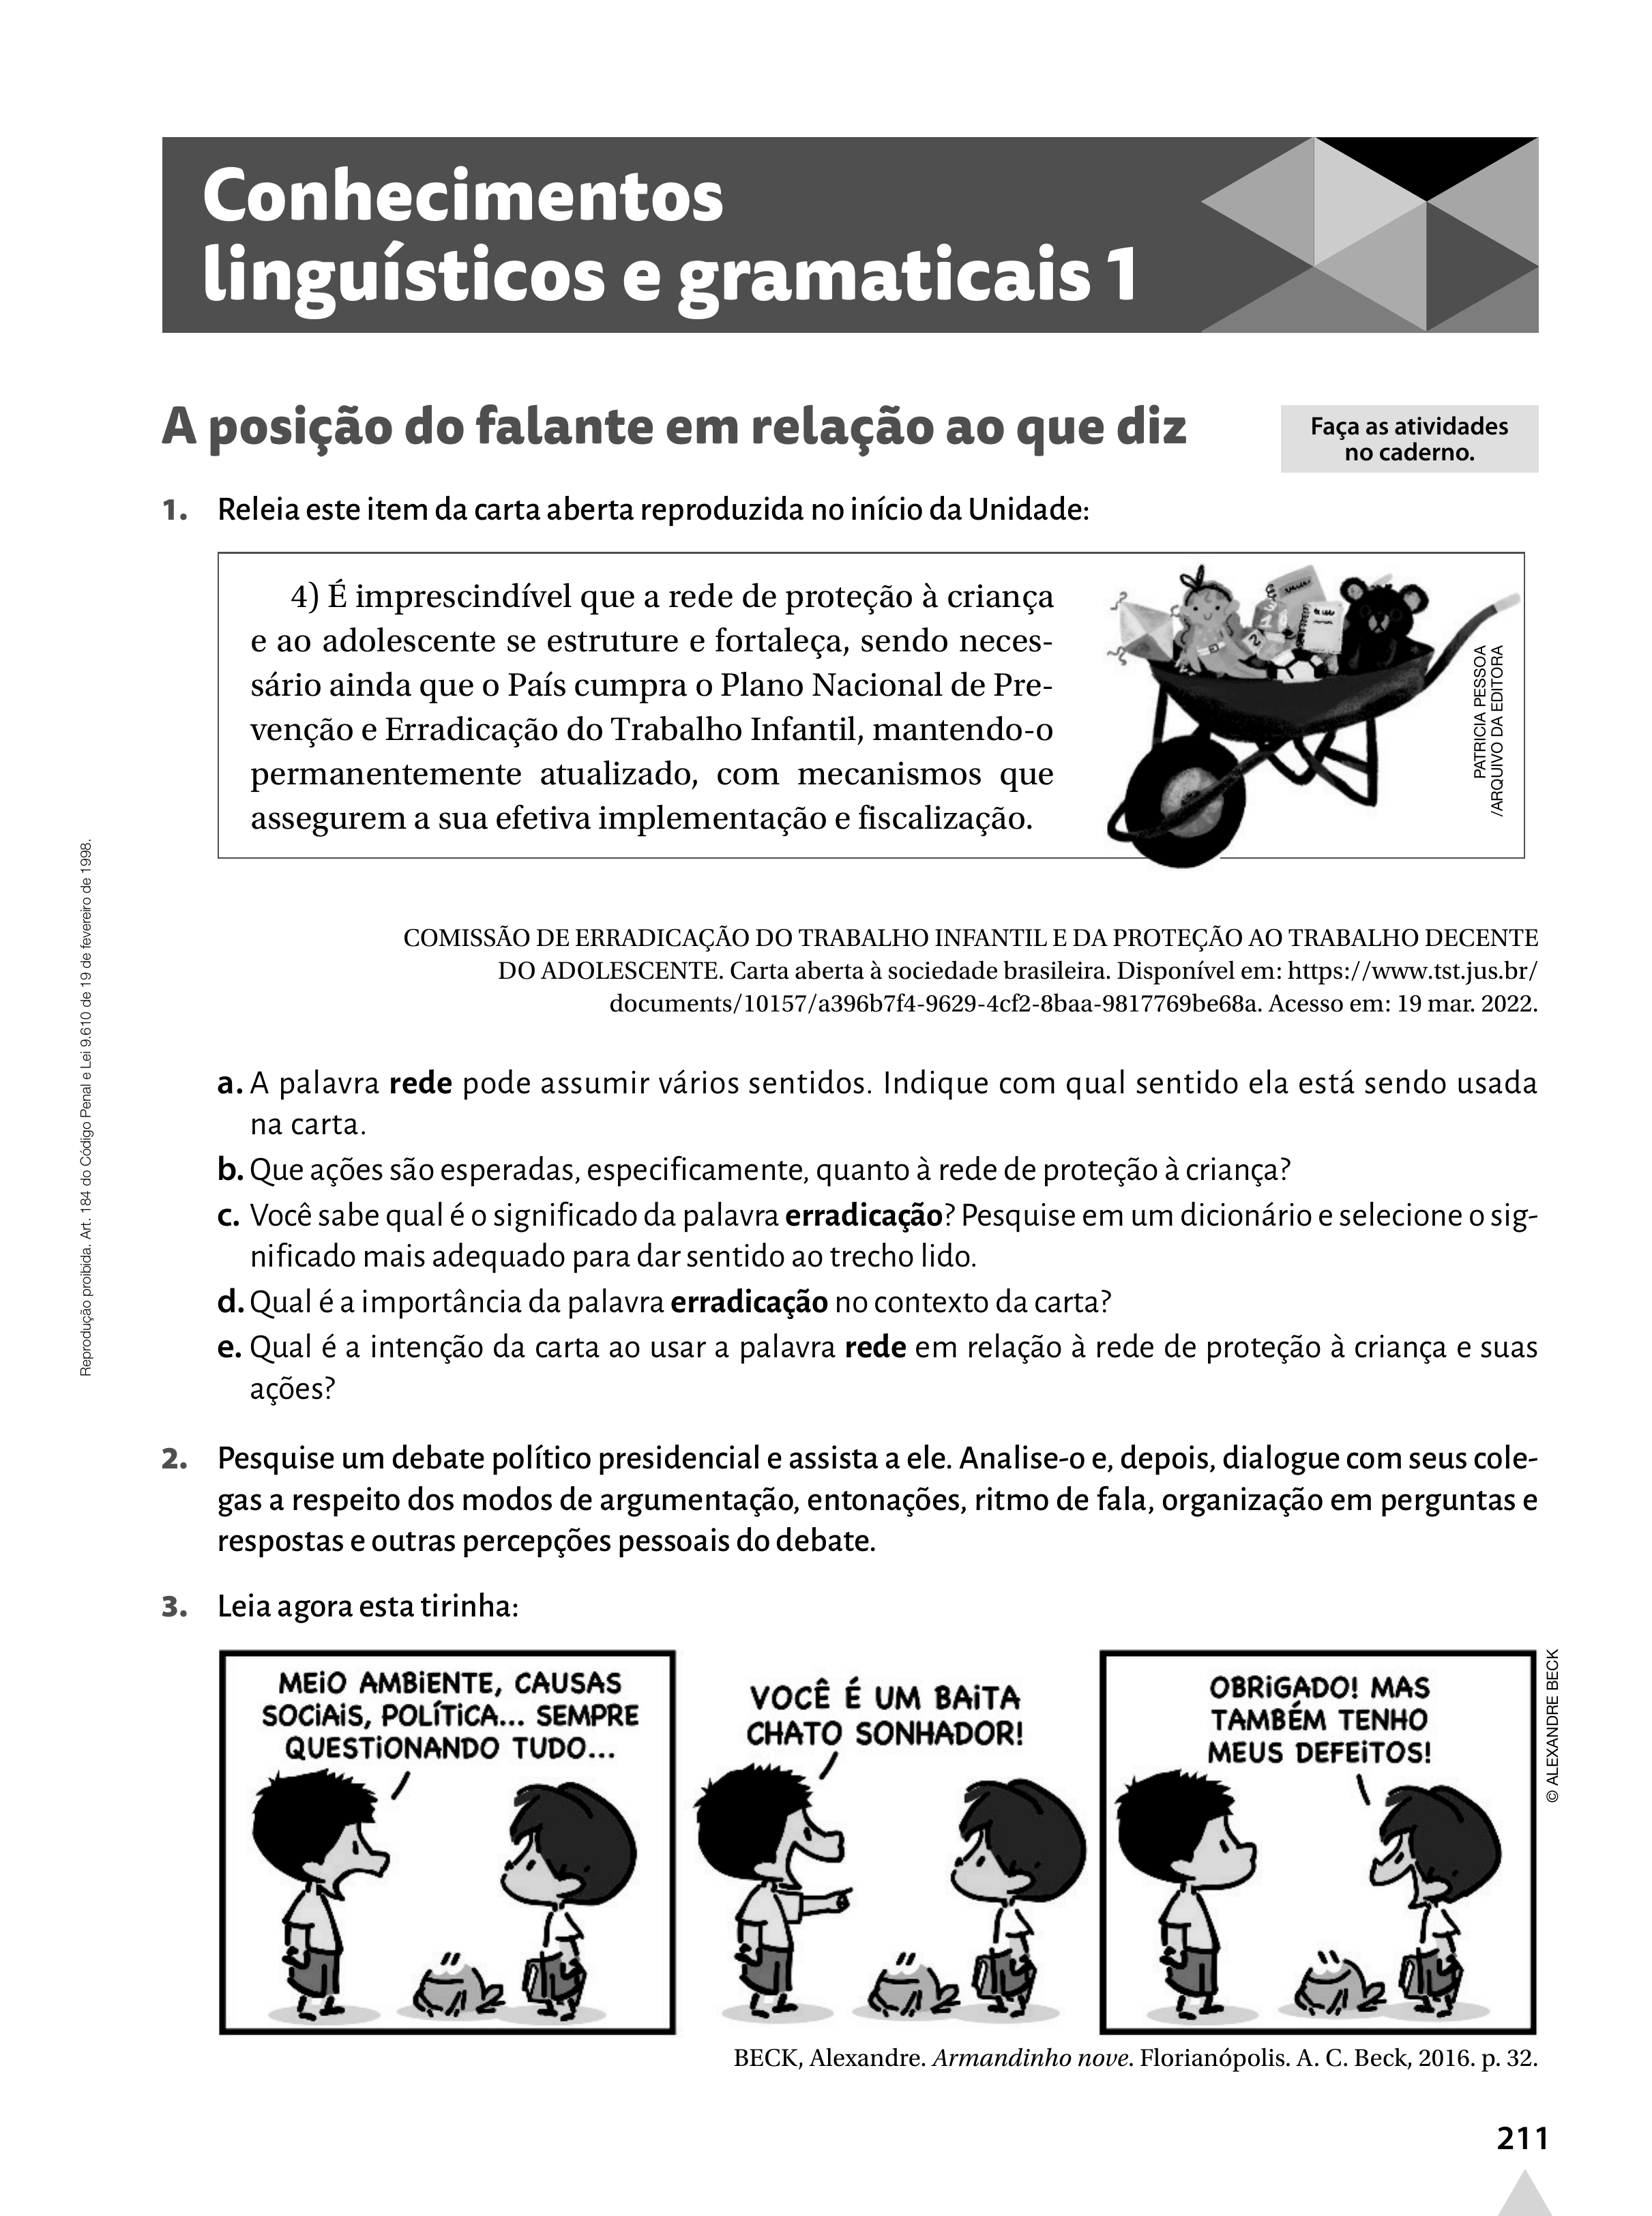 Conhecimentos
linguísticos e gramaticais 1
A posição do falante em relação ao que diz
Faça as atividades
no caderno.
1. Releia este item da carta aberta reproduzida no início da Unidade:
4) É imprescindível que a rede de proteção à criança
e ao adolescente se estruture e fortaleça, sendo neces-
sário ainda que o País cumpra o Plano Nacional de Pre-
venção e Erradicação do Trabalho Infantil, mantendo-o
permanentemente atualizado, com mecanismos que
assegurem a sua efetiva implementação e fiscalização.
PATRICIA PESSOA
/ARQUIVO DA EDITORA
COMISSÃO DE ERRADICAÇÃO DO TRABALHO INFANTIL E DA PROTEÇÃO AO TRABALHO DECENTE
DO ADOLESCENTE. Carta aberta à sociedade brasileira. Disponível em: https://www.tst.jus.br/
documents/10157/a396b7f4-9629-4cf2-8baa-9817769be68a. Acesso em: 19 mar. 2022.
a. A palavra rede pode assumir vários sentidos. Indique com qual sentido ela está sendo usada
na carta.
b. Que ações são esperadas, especificamente, quanto à rede de proteção à criança?
c. Você sabe qual é o significado da palavra erradicação? Pesquise em um dicionário e selecione o sig-
nificado mais adequado para dar sentido ao trecho lido.
d. Qual é a importância da palavra erradicação no contexto da carta?
e. Qual é a intenção da carta ao usar a palavra rede em relação à rede de proteção à criança e suas
ações?
2. Pesquise um debate político presidencial e assista a ele. Analise-o e, depois, dialogue com seus cole-
gas a respeito dos modos de argumentação, entonações, ritmo de fala, organização em perguntas e
respostas e outras percepções pessoais do debate.
3. Leia agora esta tirinha:
MEIO AMBIENTE, CAUSAS
SOCIAIS, POLÍTICA... SEMPRE
QUESTIONANDO TUDO...
VOCÊ É UM BAITA
CHATO SONHADOR!
OBRIGADO! MAS
TAMBÉM TENHO
MEUS DEFEITOS!
© ALEXANDRE BECK
BECK, Alexandre. Armandinho nove. Florianópolis. A. C. Beck, 2016. p. 32.
Reprodução proibida. Art. 184 do Código Penal e Lei 9.610 de 19 de fevereiro de 1998.
211